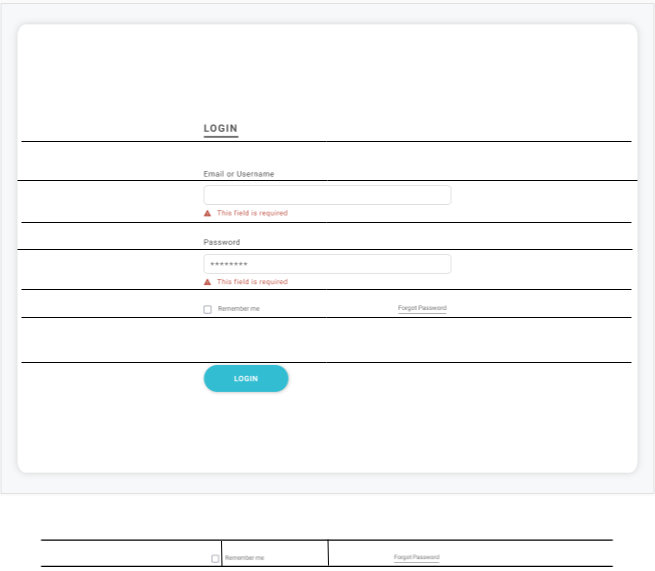 LOGIN
Email or Username
This field is required
Password
********
This field is required
Remember me Forgot Password
LOGIN
Remember me Forgot Password